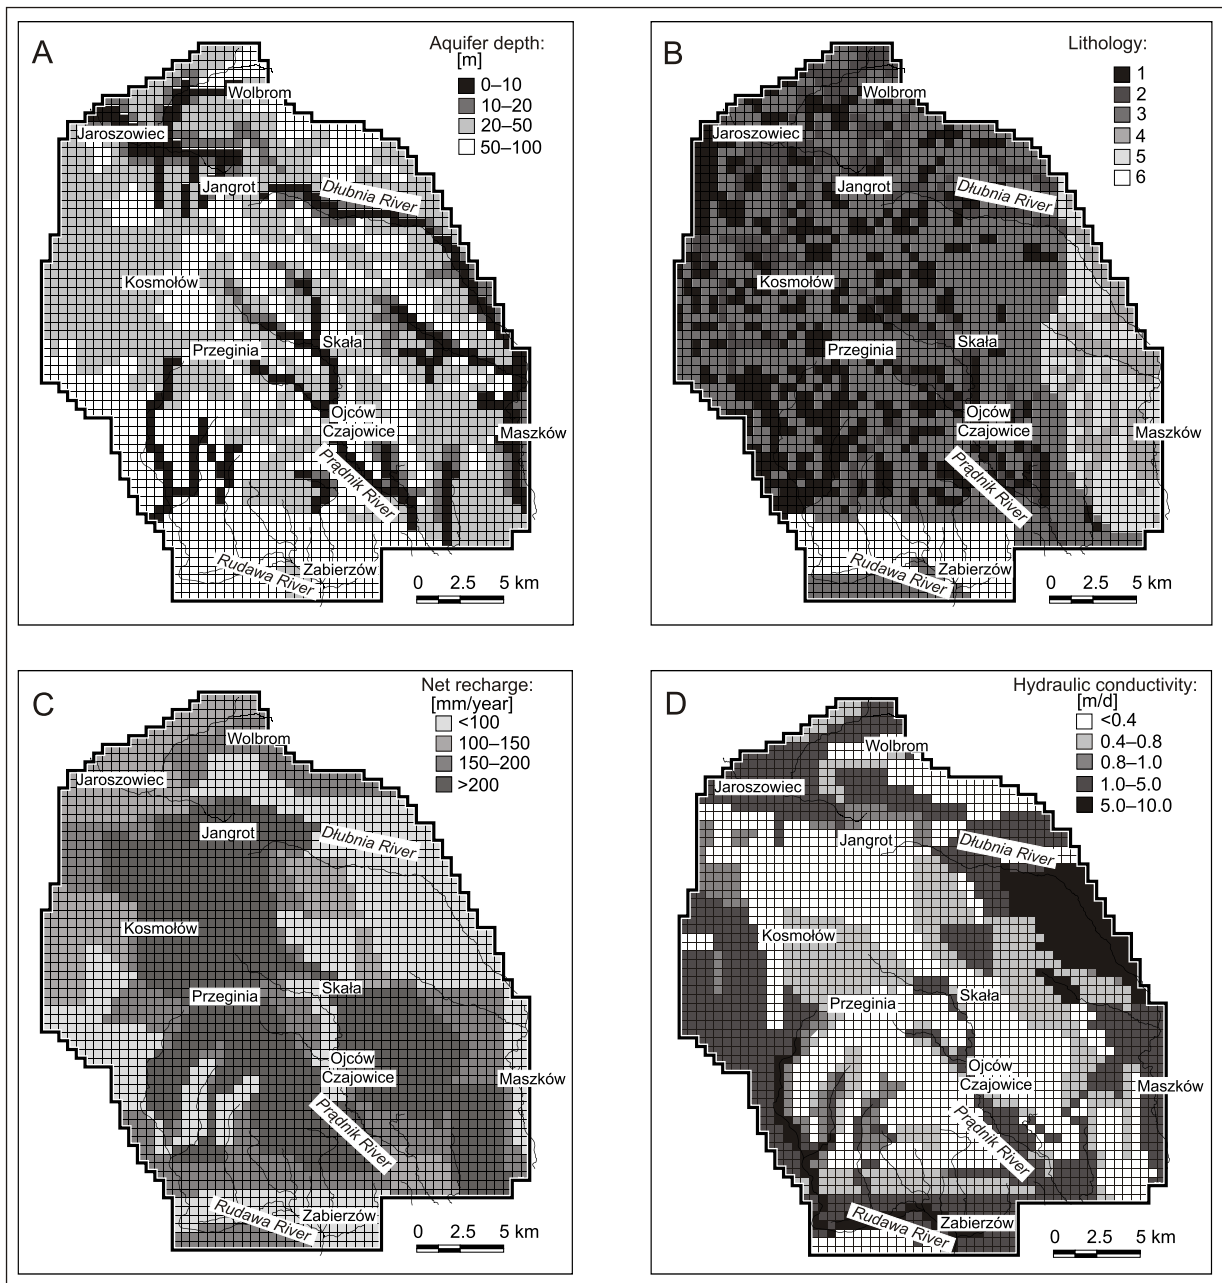 A
Aquifer depth:
[m]
0–10
10–20
20–50
50–100
Wolbrom
Jaroszowiec
Jangrot
Dłubnia River
Kosmołów
Skała
Przeginia
Ojców
Czajowice
Maszków
Prądnik River
Rudawa River
Zabierzów
0 2.5 5 km
B
Lithology:
1
2
3
4
5
6
Wolbrom
Jaroszowiec
Jangrot
Dłubnia River
Kosmołów
Skała
Przeginia
Ojców
Czajowice
Maszków
Prądnik River
Rudawa River
Zabierzów
0 2.5 5 km
C
Net recharge:
[mm/year]
<100
100–150
150–200
>200
Wolbrom
Jaroszowiec
Jangrot
Dłubnia River
Kosmołów
Skała
Przeginia
Ojców
Czajowice
Maszków
Prądnik River
Rudawa River
Zabierzów
0 2.5 5 km
D
Hydraulic conductivity:
[m/d]
<0.4
0.4–0.8
0.8–1.0
1.0–5.0
5.0–10.0
Wolbrom
Jaroszowiec
Jangrot
Dłubnia River
Kosmołów
Skała
Przeginia
Ojców
Czajowice
Maszków
Prądnik River
Rudawa River
Zabierzów
0 2.5 5 km